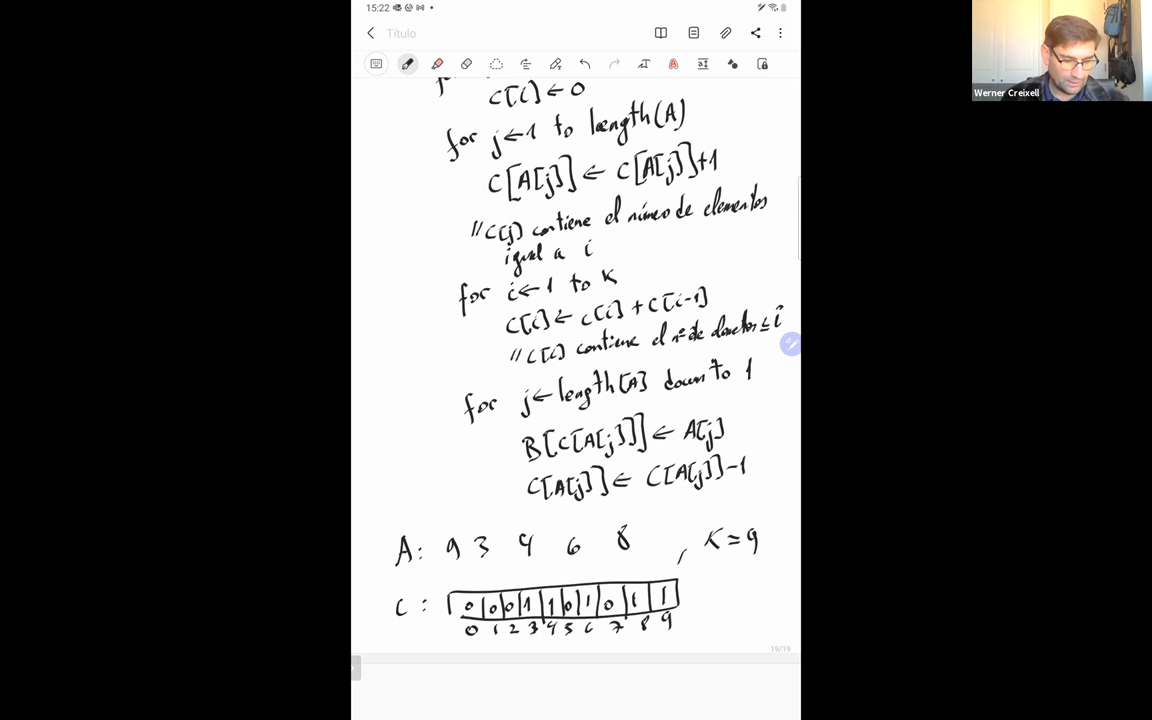 15:22
Título
C[i] ← 0
for j ← 1 to length(A)
C[A[j]] ← C[A[j]]+1
// C[j] contiene el número de elementos
igual a i
for i ← 1 to K
C[i] ← C[i] + C[i-1]
// C[i] contiene el nº de elementos ≤ i
for j ← length[A] down to 1
B[C[A[j]]] ← A[j]
C[A[j]] ← C[A[j]]-1
A: 9 3 4 6 8 , K=9
C: 0 0 0 1 1 0 1 0 1 1
0 1 2 3 4 5 6 7 8 9
19/19
Werner Creixell